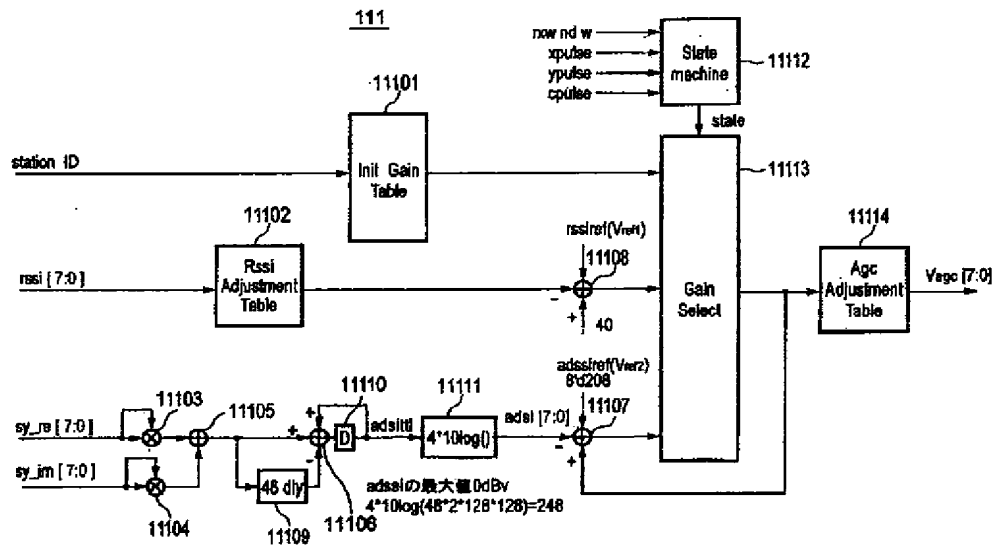 111
rxw nd w
xpulse
ypulse
cpulse
State machine
11112
state
11101
station ID
Init Gain Table
11113
11102
rssi [7:0]
Rssi Adjustment Table
rssiref(Vref1)
11108
-
+
40
Gain Select
11114
Agc Adjustment Table
Vagc [7:0]
adssiref(Vref2)
8'd208
11107
-
+
sy_re [7:0]
11103
11105
11110
+
+
-
D
adsittl
11111
4*10log()
adsi [7:0]
sy_im [7:0]
11104
48 dly
11109
11106
adssiの最大値0dBv
4*10log(48*2*128*128)=248